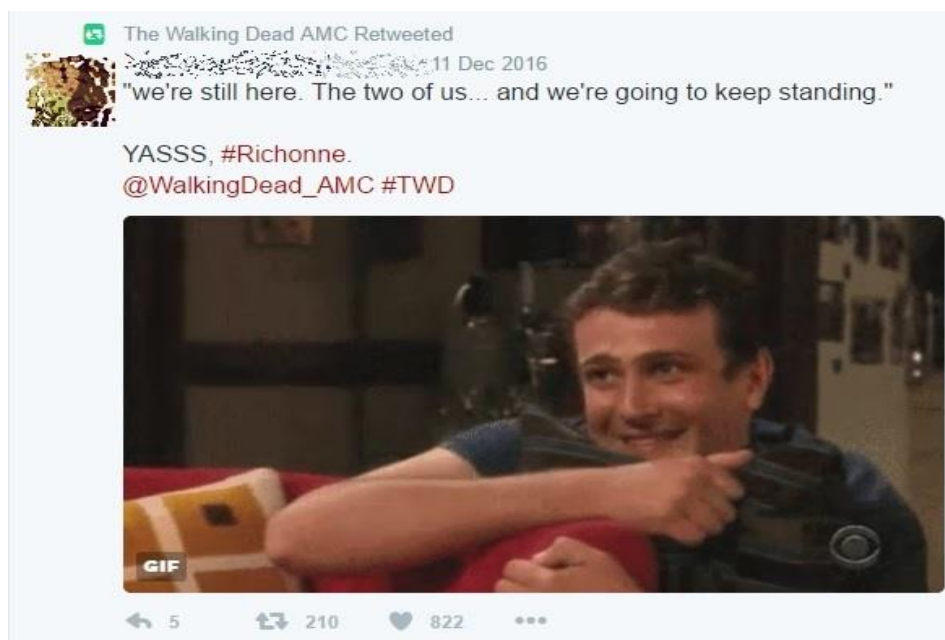 The Walking Dead AMC Retweeted
11 Dec 2016
"we're still here. The two of us... and we're going to keep standing."
YASSS, #Richonne.
@WalkingDead_AMC #TWD
GIF
5 210 822 •••